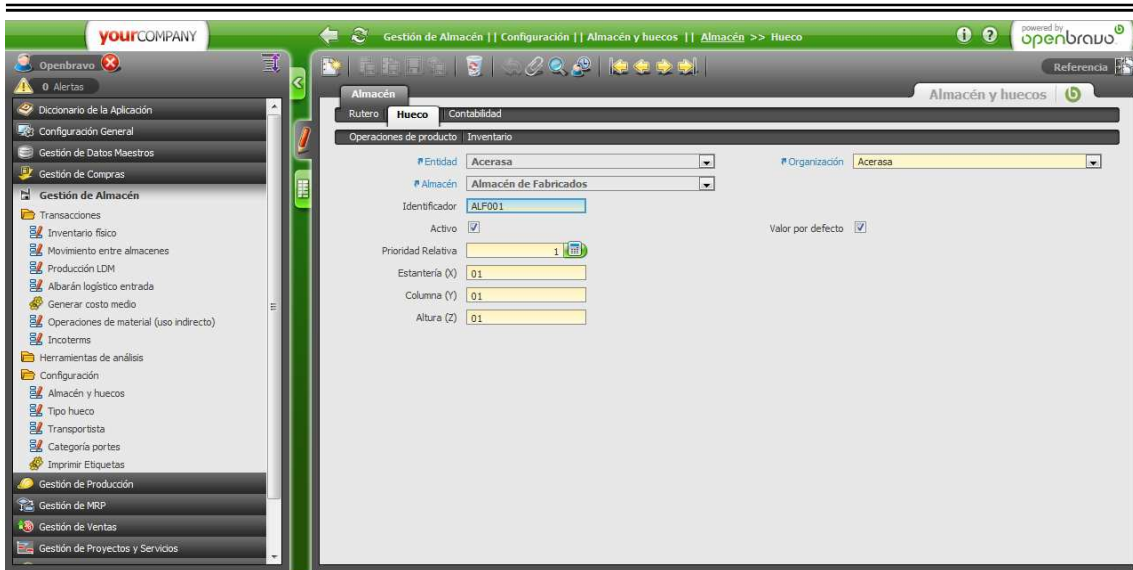 yourCOMPANY
Gestión de Almacén || Configuración || Almacén y huecos || Almacén >> Hueco
powered by
openbravo
Openbravo
0 Alertas
Referencia
Almacén
Almacén y huecos
Rutero
Hueco
Contabilidad
Operaciones de producto
Inventario
Diccionario de la Aplicación
Configuración General
Gestión de Datos Maestros
Gestión de Compras
Gestión de Almacén
Transacciones
Inventario físico
Movimiento entre almacenes
Producción LDM
Albarán logístico entrada
Generar costo medio
Operaciones de material (uso indirecto)
Incoterms
Herramientas de análisis
Configuración
Almacén y huecos
Tipo hueco
Transportista
Categoría portes
Imprimir Etiquetas
Gestión de Producción
Gestión de MRP
Gestión de Ventas
Gestión de Proyectos y Servicios
Entidad Acerasa
Organización Acerasa
Almacén Almacén de Fabricados
Identificador ALF001
Activo
Valor por defecto
Prioridad Relativa 1
Estantería (X) 01
Columna (Y) 01
Altura (Z) 01